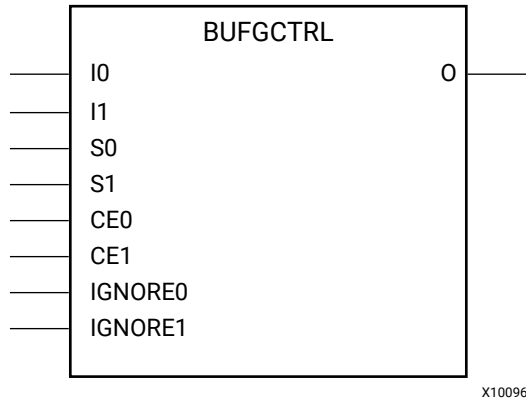 BUFGCTRL
I0 O
I1
S0
S1
CE0
CE1
IGNORE0
IGNORE1
X10096